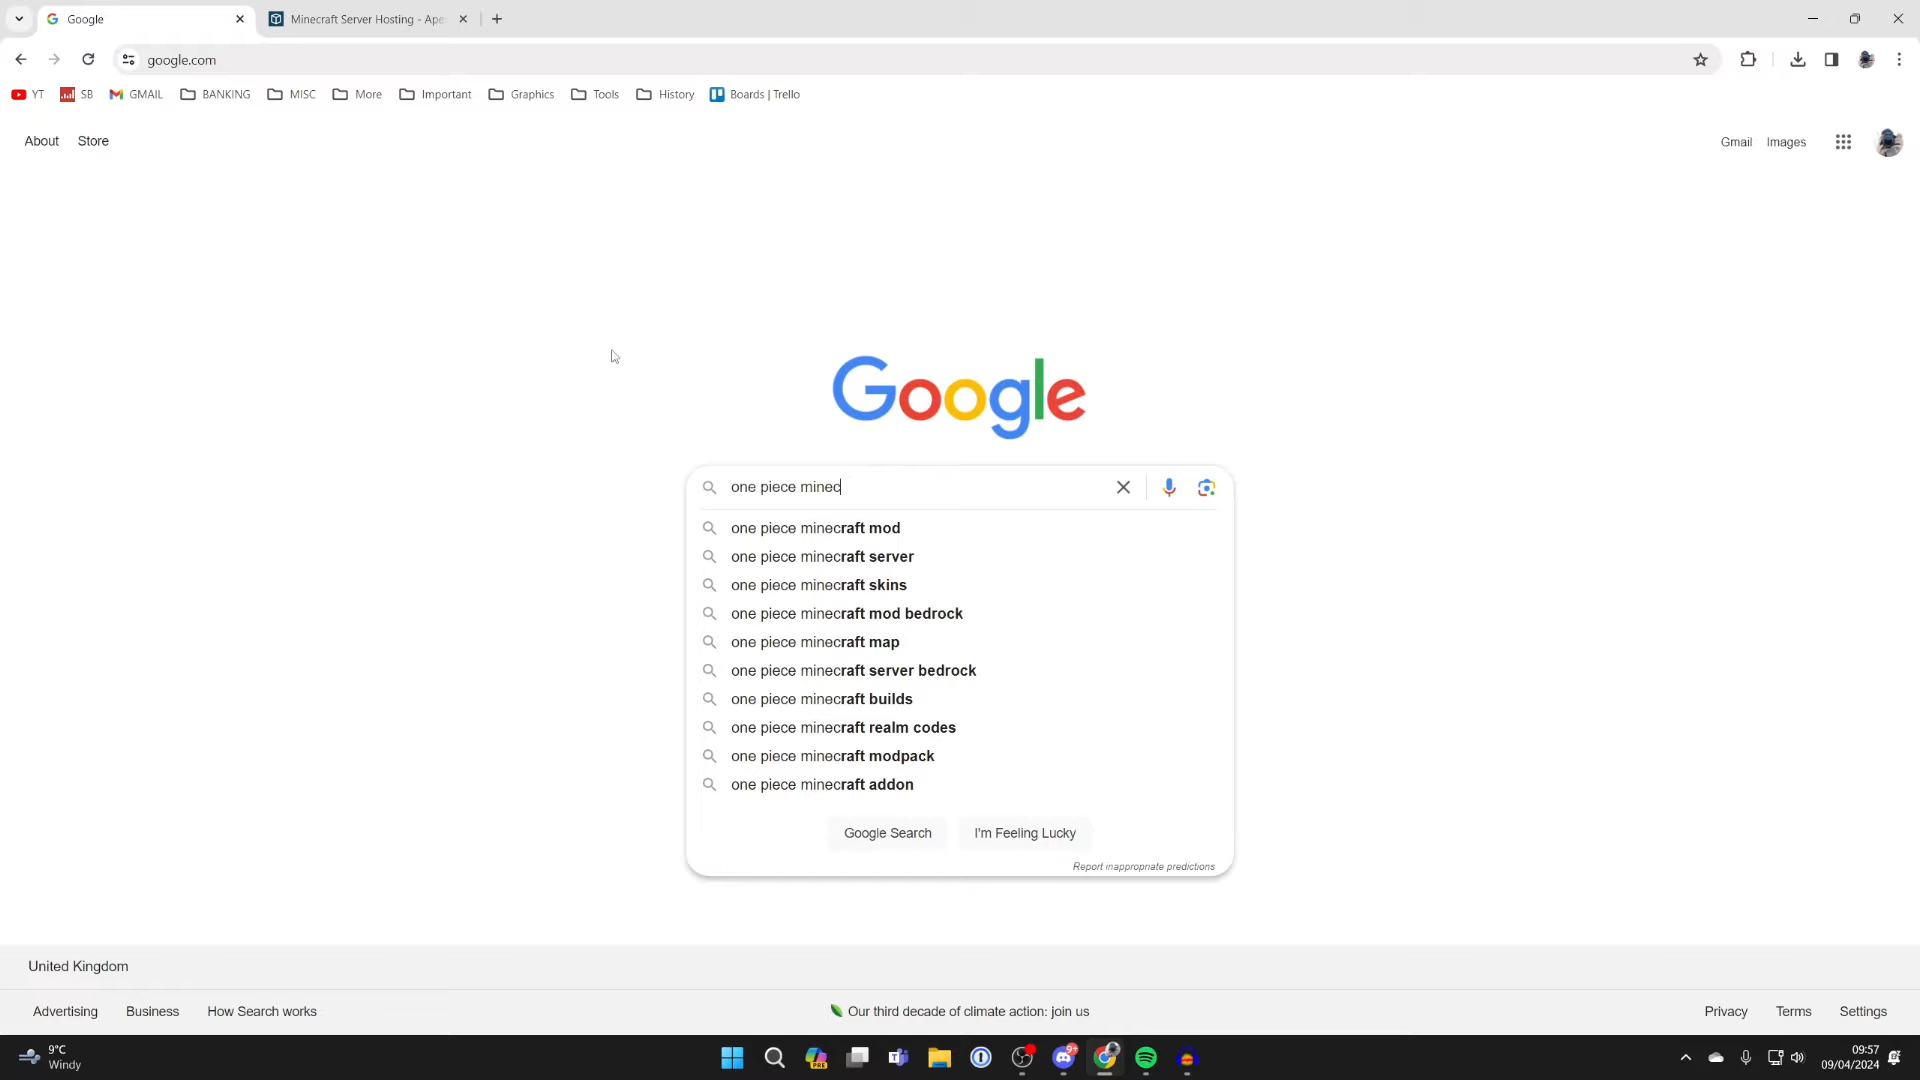 Google
Minecraft Server Hosting - Ape
google.com
YT
SB
GMAIL
BANKING
MISC
More
Important
Graphics
Tools
History
Boards | Trello
About
Store
Gmail
Images
Google
one piece minec
one piece minecraft mod
one piece minecraft server
one piece minecraft skins
one piece minecraft mod bedrock
one piece minecraft map
one piece minecraft server bedrock
one piece minecraft builds
one piece minecraft realm codes
one piece minecraft modpack
one piece minecraft addon
Google Search
I'm Feeling Lucky
Report inappropriate predictions
United Kingdom
Advertising
Business
How Search works
Our third decade of climate action: join us
Privacy
Terms
Settings
9°C
Windy
PRE
9+
09:57
09/04/2024